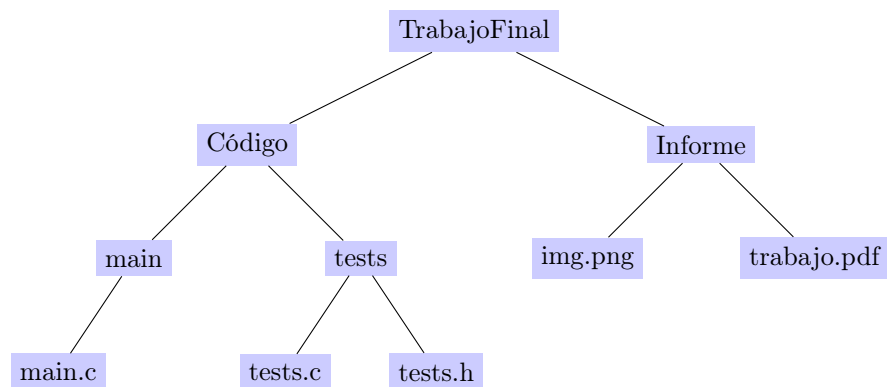 TrabajoFinal
Código
Informe
main
tests
img.png
trabajo.pdf
main.c
tests.c
tests.h